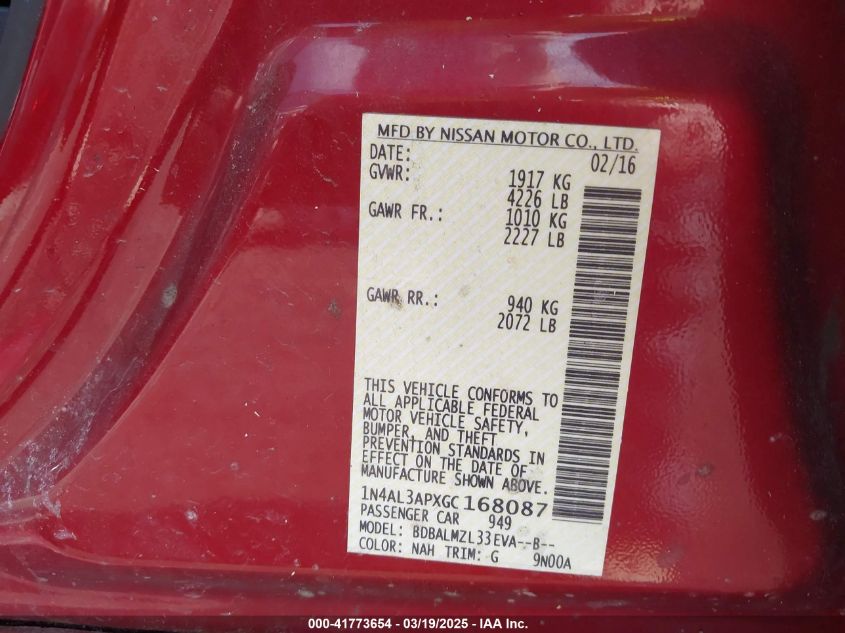 MFD BY NISSAN MOTOR CO., LTD.
DATE: 02/16
GVWR: 1917 KG
4226 LB
GAWR FR.: 1010 KG
2227 LB
GAWR RR.: 940 KG
2072 LB
THIS VEHICLE CONFORMS TO
ALL APPLICABLE FEDERAL
MOTOR VEHICLE SAFETY,
BUMPER, AND THEFT
PREVENTION STANDARDS IN
EFFECT ON THE DATE OF
MANUFACTURE SHOWN ABOVE.
1N4AL3APXGC168087
PASSENGER CAR 949
MODEL: BDBALMZL33EVA--B--
COLOR: NAH TRIM: G 9N00A
000-41773654 / 03/19/2025 - IAA Inc.